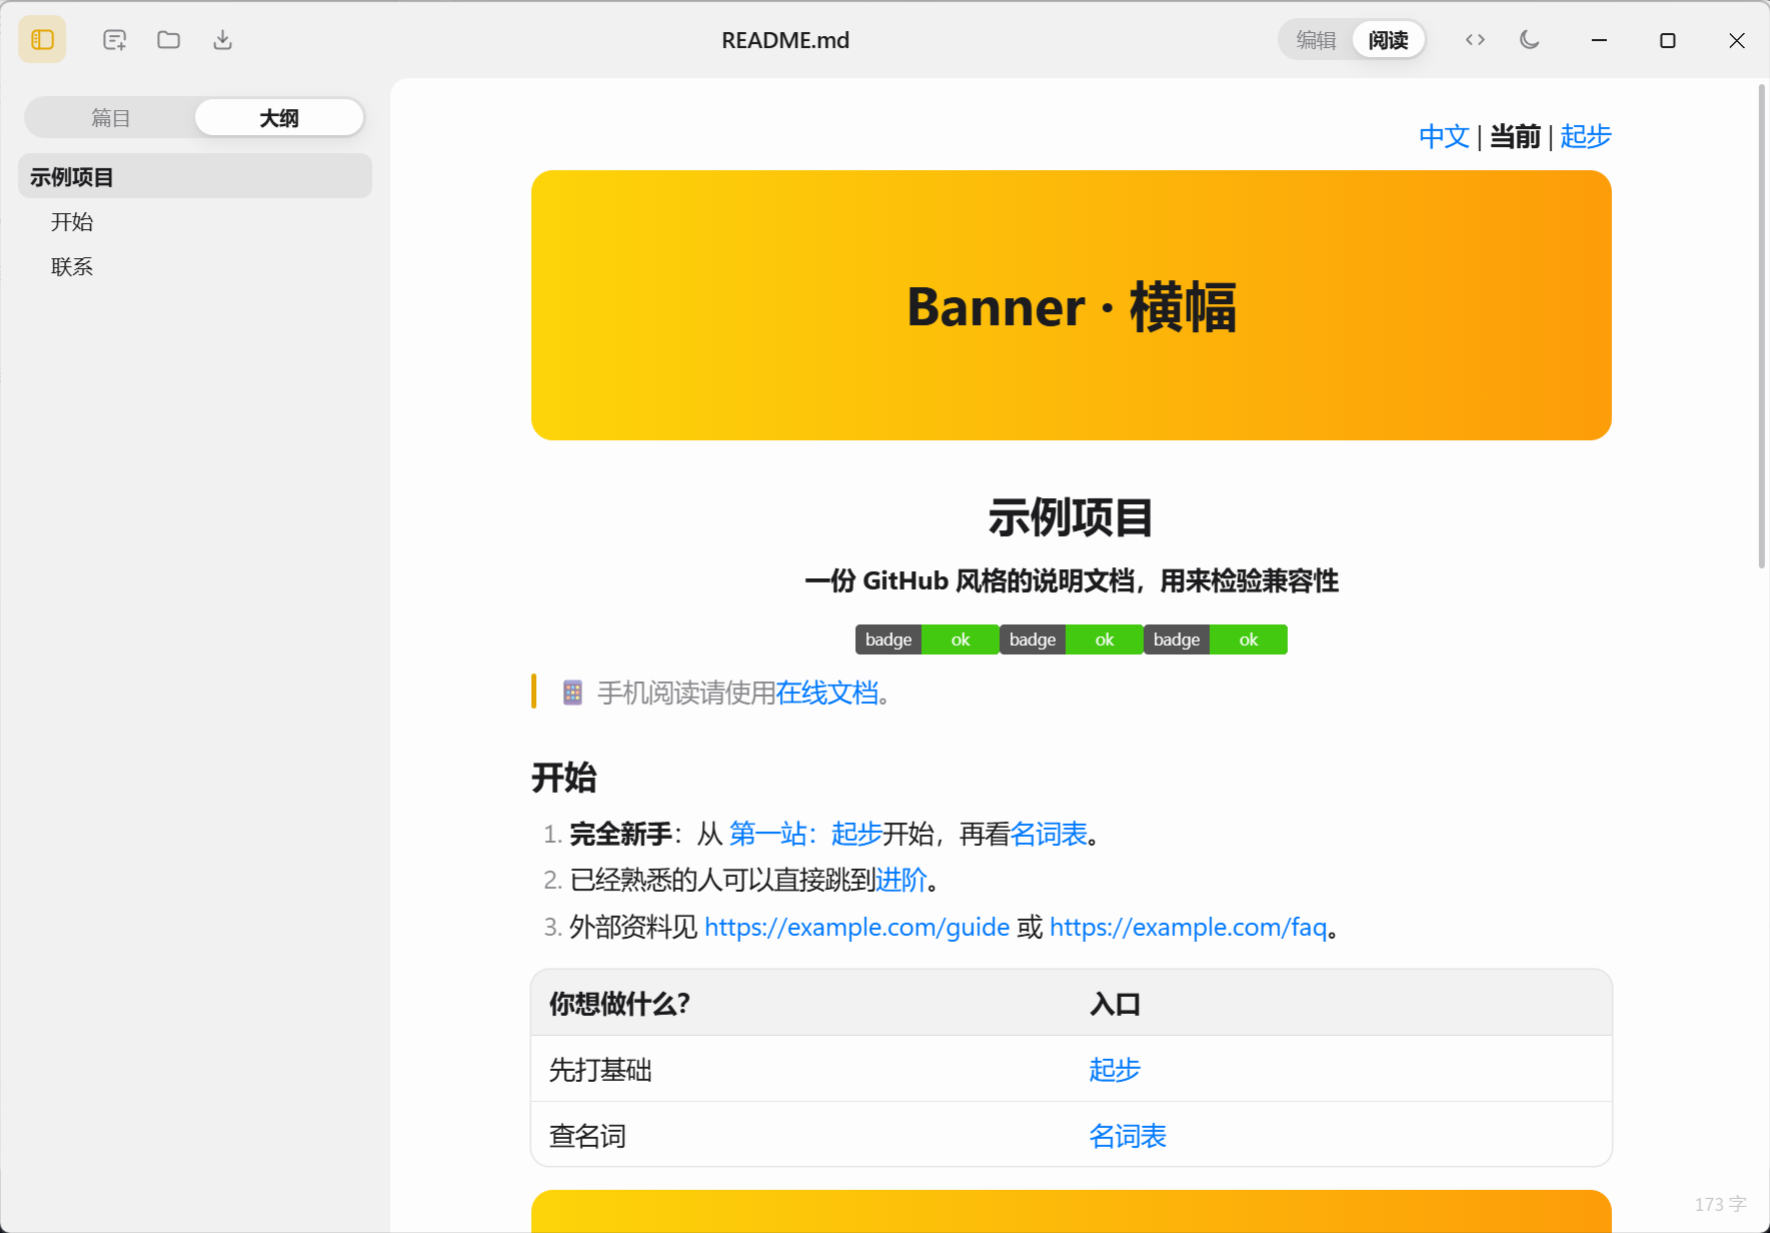 README.md
编辑 阅读
篇目 大纲
示例项目
开始
联系
中文 | 当前 | 起步
Banner · 横幅
示例项目
一份 GitHub 风格的说明文档，用来检验兼容性
badge ok badge ok badge ok
手机阅读请使用在线文档。
开始
1. 完全新手：从 第一站：起步开始，再看名词表。
2. 已经熟悉的人可以直接跳到进阶。
3. 外部资料见 https://example.com/guide 或 https://example.com/faq。
你想做什么？ 入口
先打基础 起步
查名词 名词表
173 字